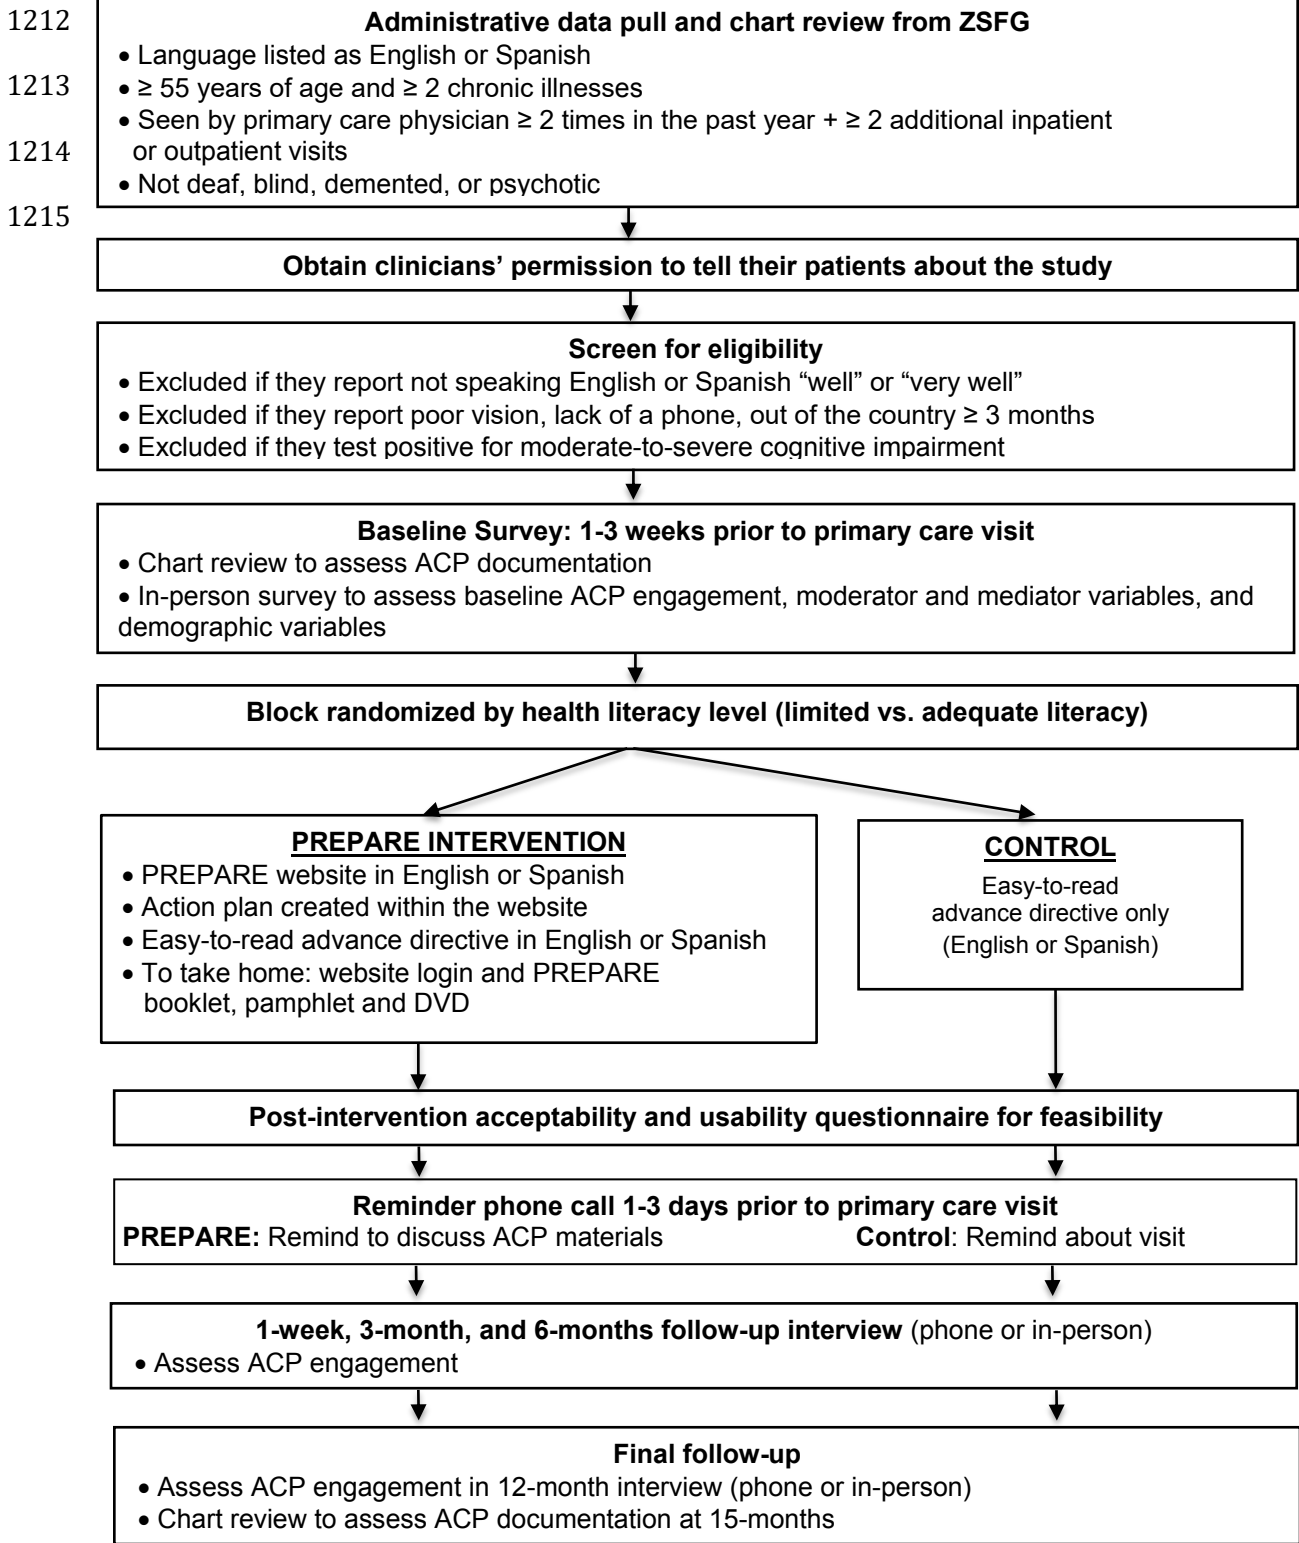 1212
Administrative data pull and chart review from ZSFG
• Language listed as English or Spanish
1213
• ≥ 55 years of age and ≥ 2 chronic illnesses
• Seen by primary care physician ≥ 2 times in the past year + ≥ 2 additional inpatient
1214
or outpatient visits
• Not deaf, blind, demented, or psychotic
1215
Obtain clinicians’ permission to tell their patients about the study
Screen for eligibility
• Excluded if they report not speaking English or Spanish “well” or “very well”
• Excluded if they report poor vision, lack of a phone, out of the country ≥ 3 months
• Excluded if they test positive for moderate-to-severe cognitive impairment
Baseline Survey: 1-3 weeks prior to primary care visit
• Chart review to assess ACP documentation
• In-person survey to assess baseline ACP engagement, moderator and mediator variables, and
demographic variables
Block randomized by health literacy level (limited vs. adequate literacy)
PREPARE INTERVENTION
• PREPARE website in English or Spanish
• Action plan created within the website
• Easy-to-read advance directive in English or Spanish
• To take home: website login and PREPARE
booklet, pamphlet and DVD
CONTROL
Easy-to-read
advance directive only
(English or Spanish)
Post-intervention acceptability and usability questionnaire for feasibility
Reminder phone call 1-3 days prior to primary care visit
PREPARE: Remind to discuss ACP materials Control: Remind about visit
1-week, 3-month, and 6-months follow-up interview (phone or in-person)
• Assess ACP engagement
Final follow-up
• Assess ACP engagement in 12-month interview (phone or in-person)
• Chart review to assess ACP documentation at 15-months